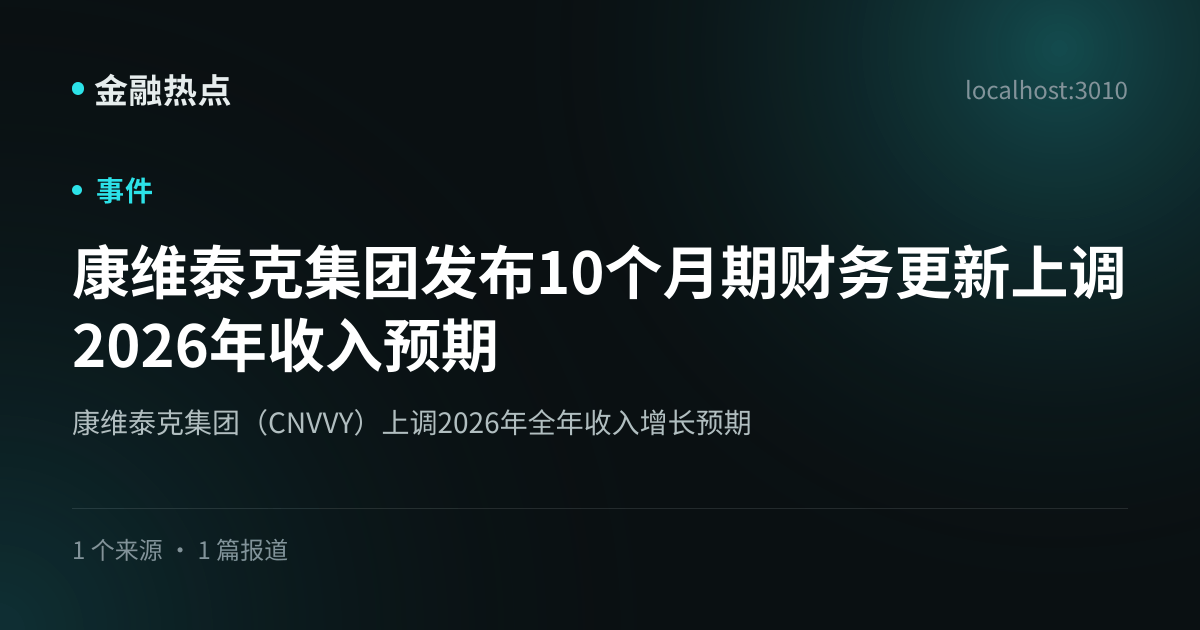 金融热点
localhost:3010
事件
康维泰克集团发布10个月期财务更新上调
2026年收入预期
康维泰克集团（CNVVY）上调2026年全年收入增长预期
1 个来源 · 1 篇报道